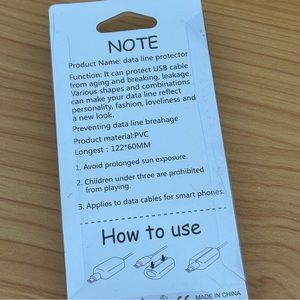 NOTE
Product Name: data line protector
Function: It can protect USB cable
from aging and breaking, leakage.
Various shapes and combinations
can make your data line reflect
personality, fashion, loveliness and
a new look.
Preventing data line breahage
Product material:PVC
Longest : 122*60MM
1. Avoid prolonged sun exposure.
2. Children under three are prohibited
from playing.
3. Applies to data cables for smart phones.
How to use
MADE IN CHINA